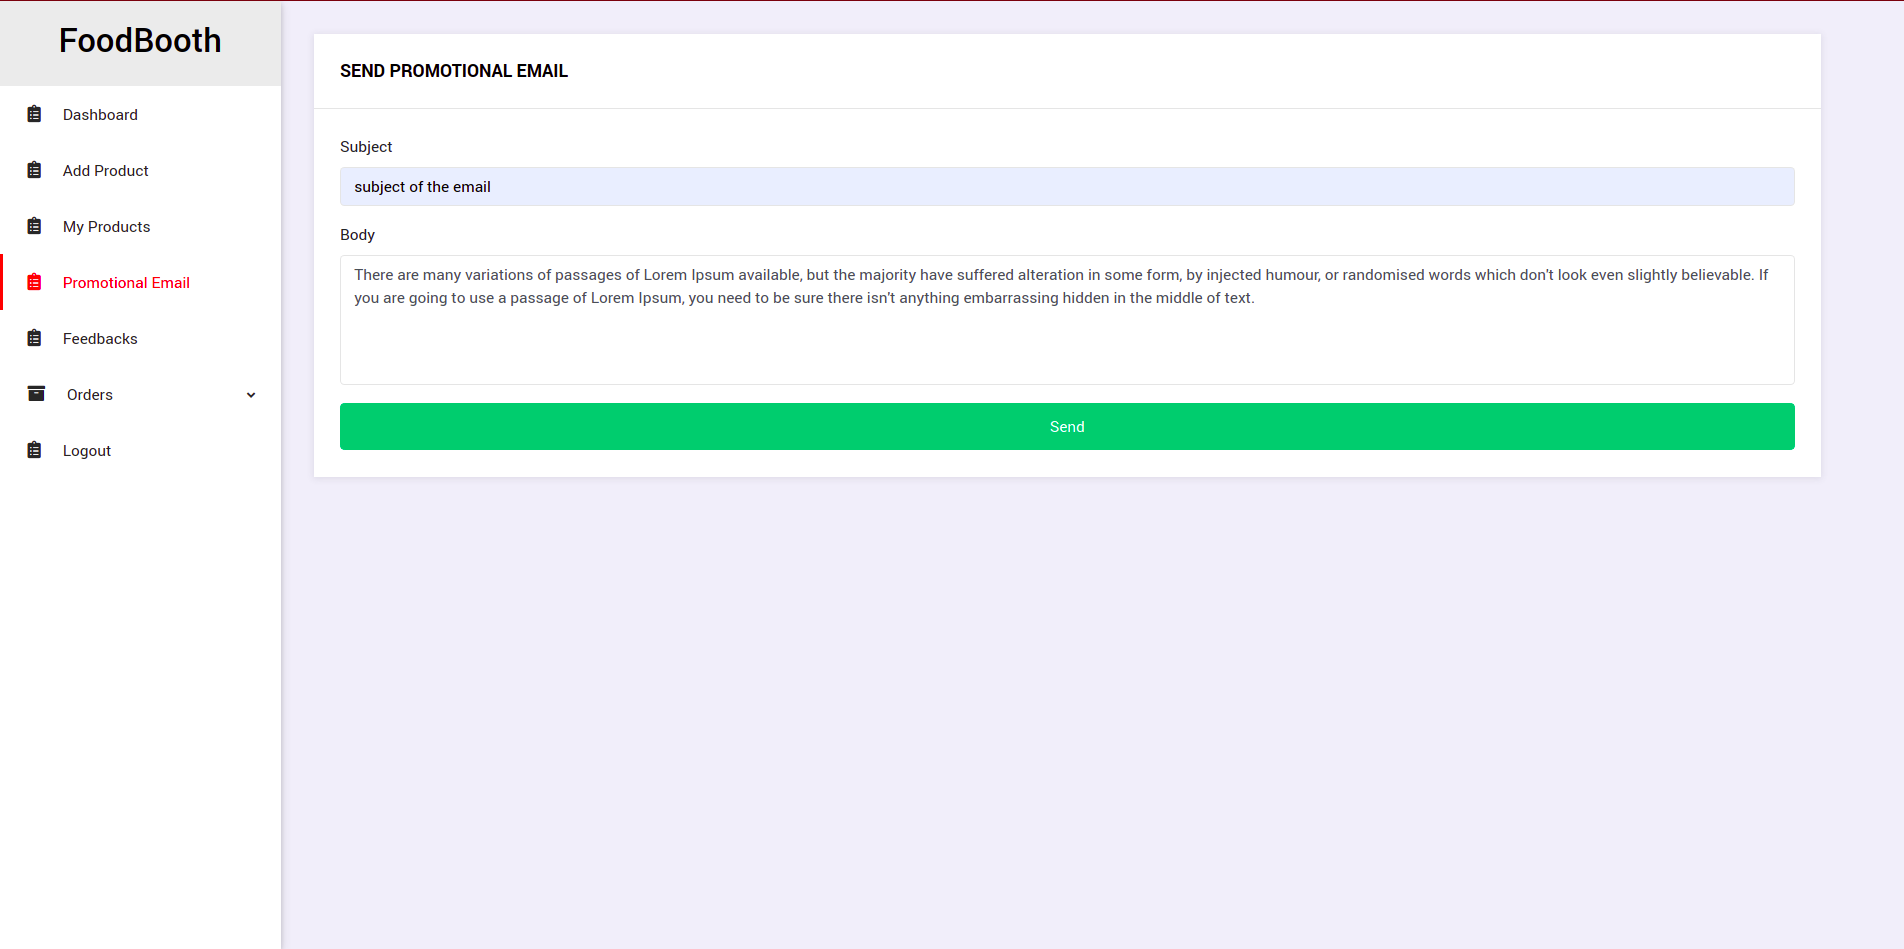 FoodBooth
Dashboard
Add Product
My Products
Promotional Email
Feedbacks
Orders
Logout
SEND PROMOTIONAL EMAIL
Subject
subject of the email
Body
There are many variations of passages of Lorem Ipsum available, but the majority have suffered alteration in some form, by injected humour, or randomised words which don't look even slightly believable. If
you are going to use a passage of Lorem Ipsum, you need to be sure there isn't anything embarrassing hidden in the middle of text.
Send